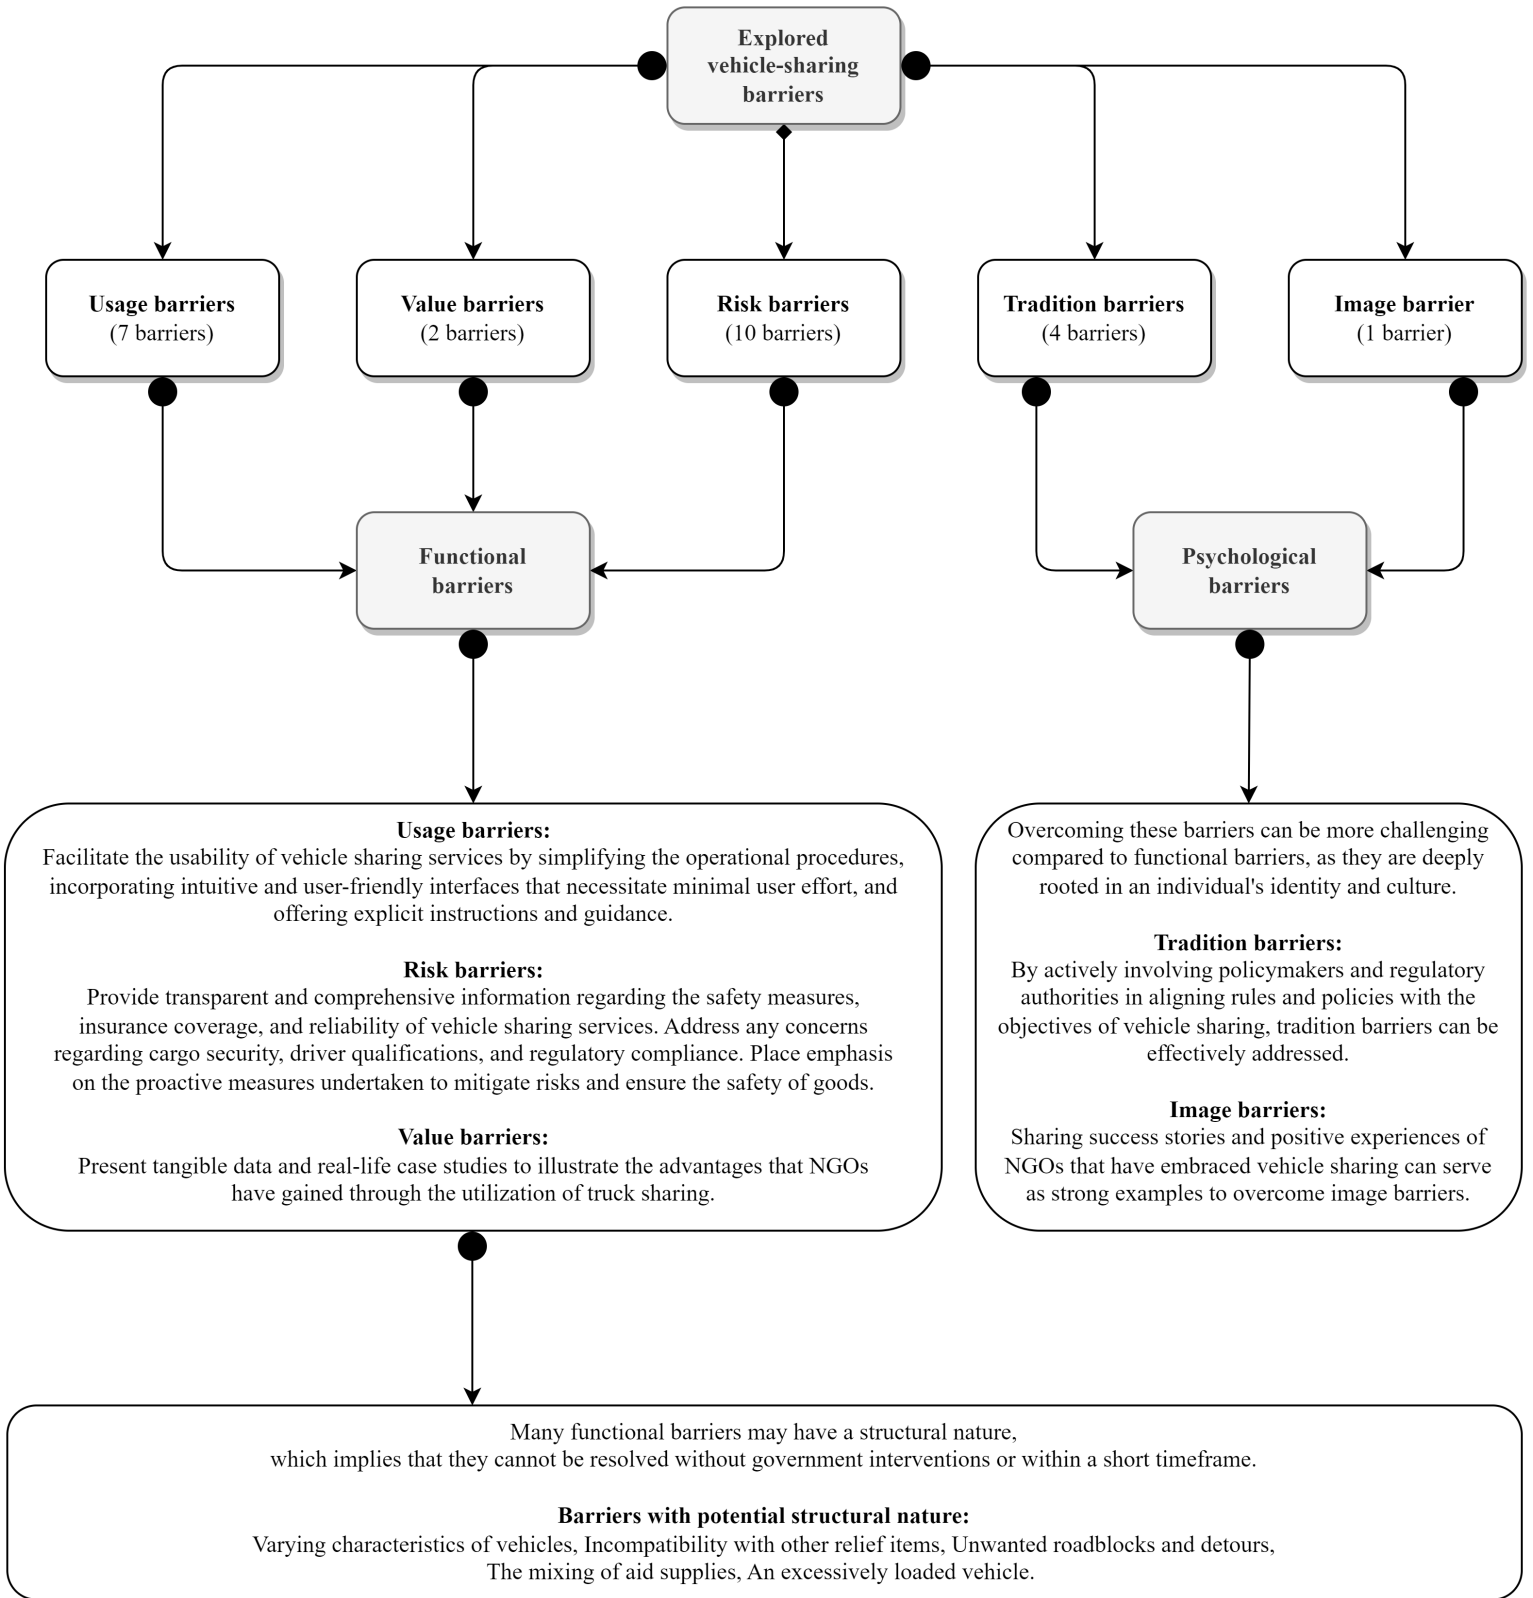 Explored
vehicle-sharing
barriers
Usage barriers
(7 barriers)
Value barriers
(2 barriers)
Risk barriers
(10 barriers)
Tradition barriers
(4 barriers)
Image barrier
(1 barrier)
Functional
barriers
Psychological
barriers
Usage barriers:
Facilitate the usability of vehicle sharing services by simplifying the operational procedures,
incorporating intuitive and user-friendly interfaces that necessitate minimal user effort, and
offering explicit instructions and guidance.
Risk barriers:
Provide transparent and comprehensive information regarding the safety measures,
insurance coverage, and reliability of vehicle sharing services. Address any concerns
regarding cargo security, driver qualifications, and regulatory compliance. Place emphasis
on the proactive measures undertaken to mitigate risks and ensure the safety of goods.
Value barriers:
Present tangible data and real-life case studies to illustrate the advantages that NGOs
have gained through the utilization of truck sharing.
Overcoming these barriers can be more challenging
compared to functional barriers, as they are deeply
rooted in an individual's identity and culture.
Tradition barriers:
By actively involving policymakers and regulatory
authorities in aligning rules and policies with the
objectives of vehicle sharing, tradition barriers can be
effectively addressed.
Image barriers:
Sharing success stories and positive experiences of
NGOs that have embraced vehicle sharing can serve
as strong examples to overcome image barriers.
Many functional barriers may have a structural nature,
which implies that they cannot be resolved without government interventions or within a short timeframe.
Barriers with potential structural nature:
Varying characteristics of vehicles, Incompatibility with other relief items, Unwanted roadblocks and detours,
The mixing of aid supplies, An excessively loaded vehicle.